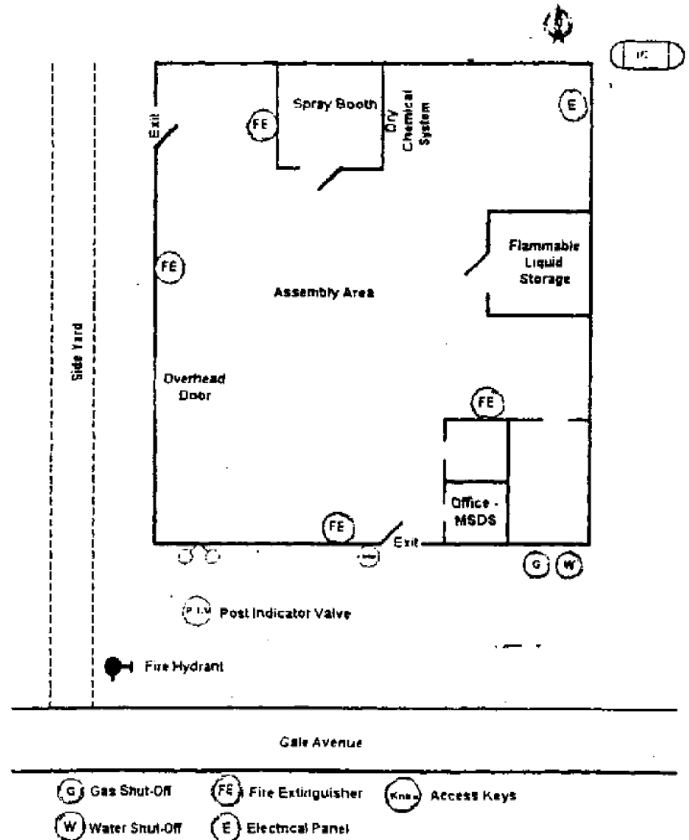 Exit
FE
Spray Booth
Dry
Chemical
System
E
FE
Flammable
Liquid
Storage
Assembly Area
Side Yard
Overhead
Door
FE
Office -
MSDS
FE
Exit
G
W
P.I.V
Post Indicator Valve
Fire Hydrant
Gale Avenue
G Gas Shut-Off
FE Fire Extinguisher
Knox Access Keys
W Water Shut-Off
E Electrical Panel